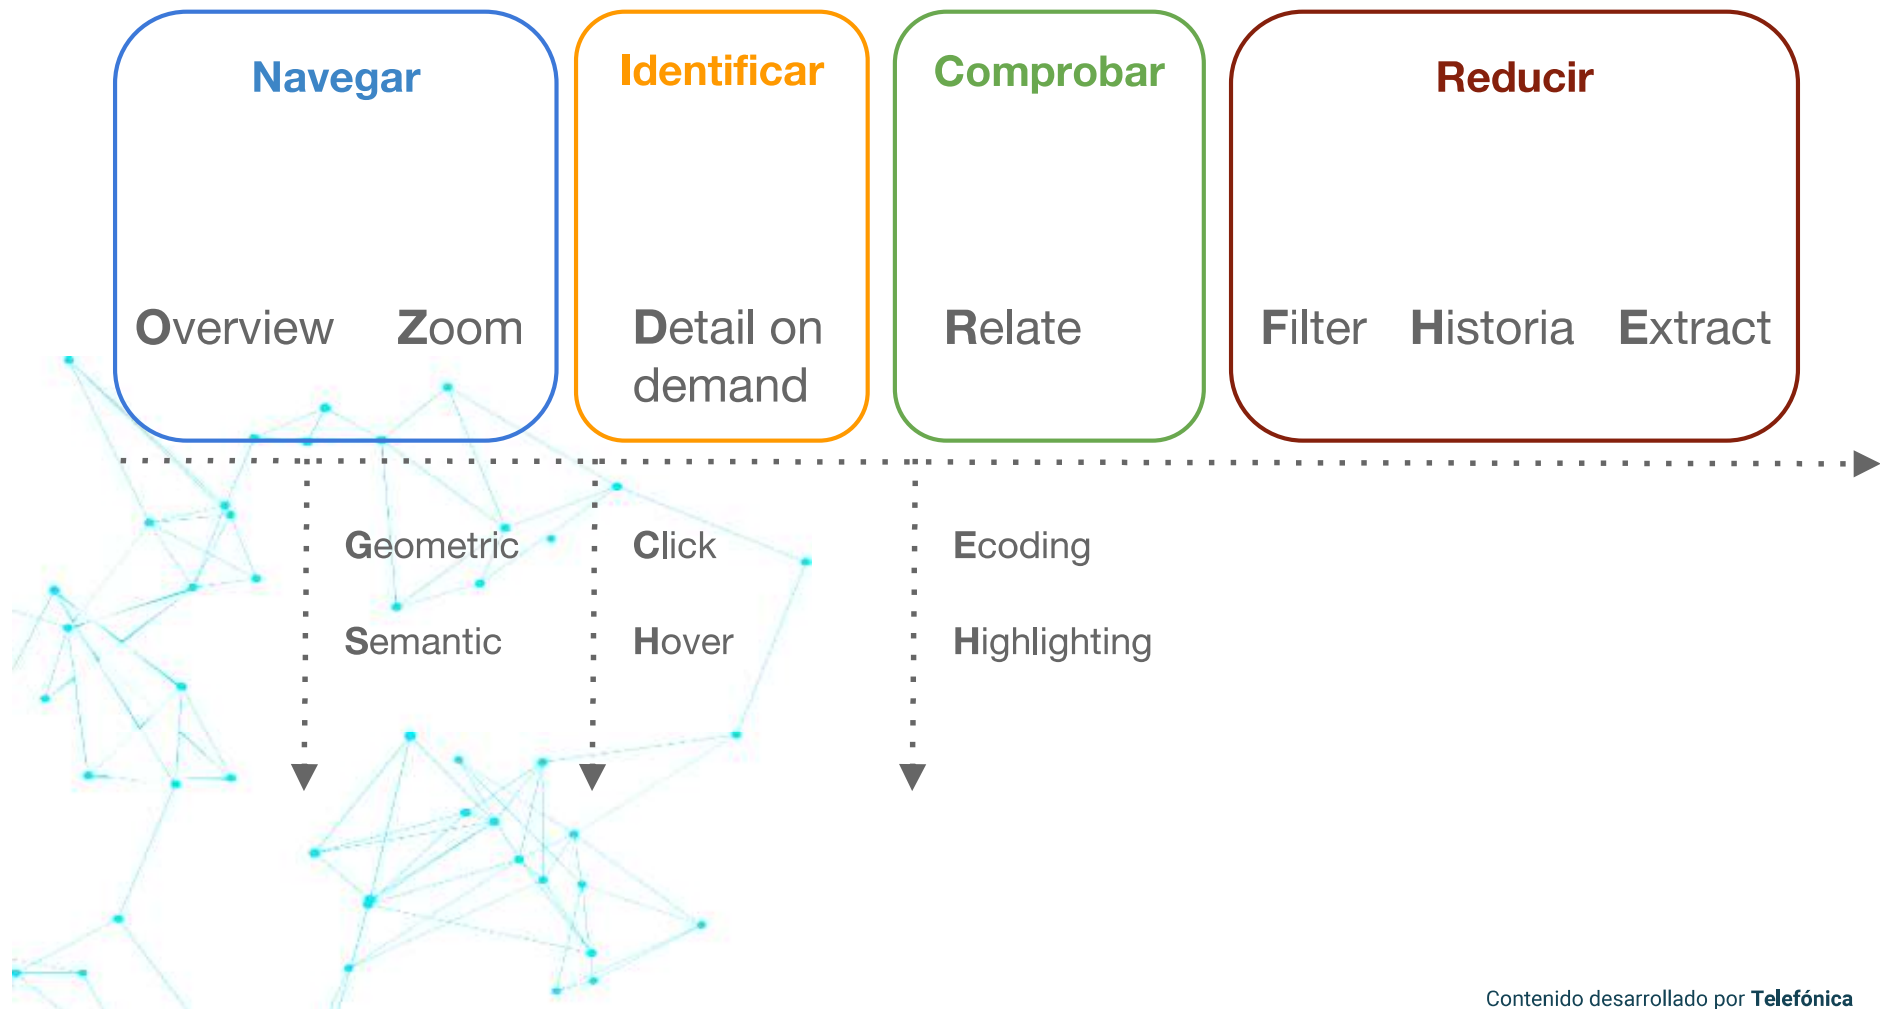 Navegar
Identificar
Comprobar
Reducir
Overview
Zoom
Detail on
demand
Relate
Filter
Historia
Extract
Geometric
Click
Ecoding
Semantic
Hover
Highlighting
Contenido desarrollado por Telefónica